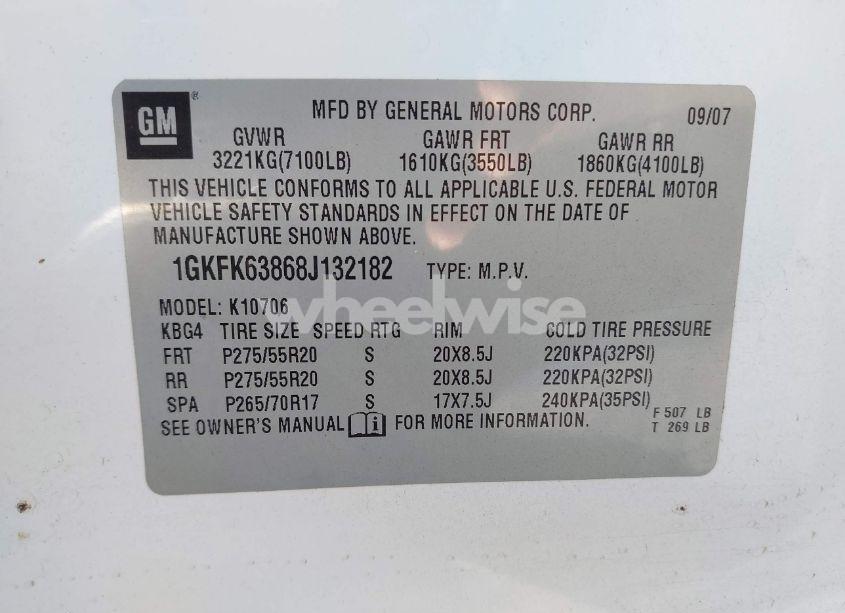 GM ®
MFD BY GENERAL MOTORS CORP. 09/07
GVWR GAWR FRT GAWR RR
3221KG(7100LB) 1610KG(3550LB) 1860KG(4100LB)
THIS VEHICLE CONFORMS TO ALL APPLICABLE U.S. FEDERAL MOTOR
VEHICLE SAFETY STANDARDS IN EFFECT ON THE DATE OF
MANUFACTURE SHOWN ABOVE.
1GKFK63868J132182 TYPE: M.P.V.
MODEL: K10706
wheelwise
KBG4 TIRE SIZE SPEED RTG RIM COLD TIRE PRESSURE
FRT P275/55R20 S 20X8.5J 220KPA(32PSI)
RR P275/55R20 S 20X8.5J 220KPA(32PSI)
SPA P265/70R17 S 17X7.5J 240KPA(35PSI)
SEE OWNER'S MANUAL i FOR MORE INFORMATION.
F 507 LB
T 269 LB